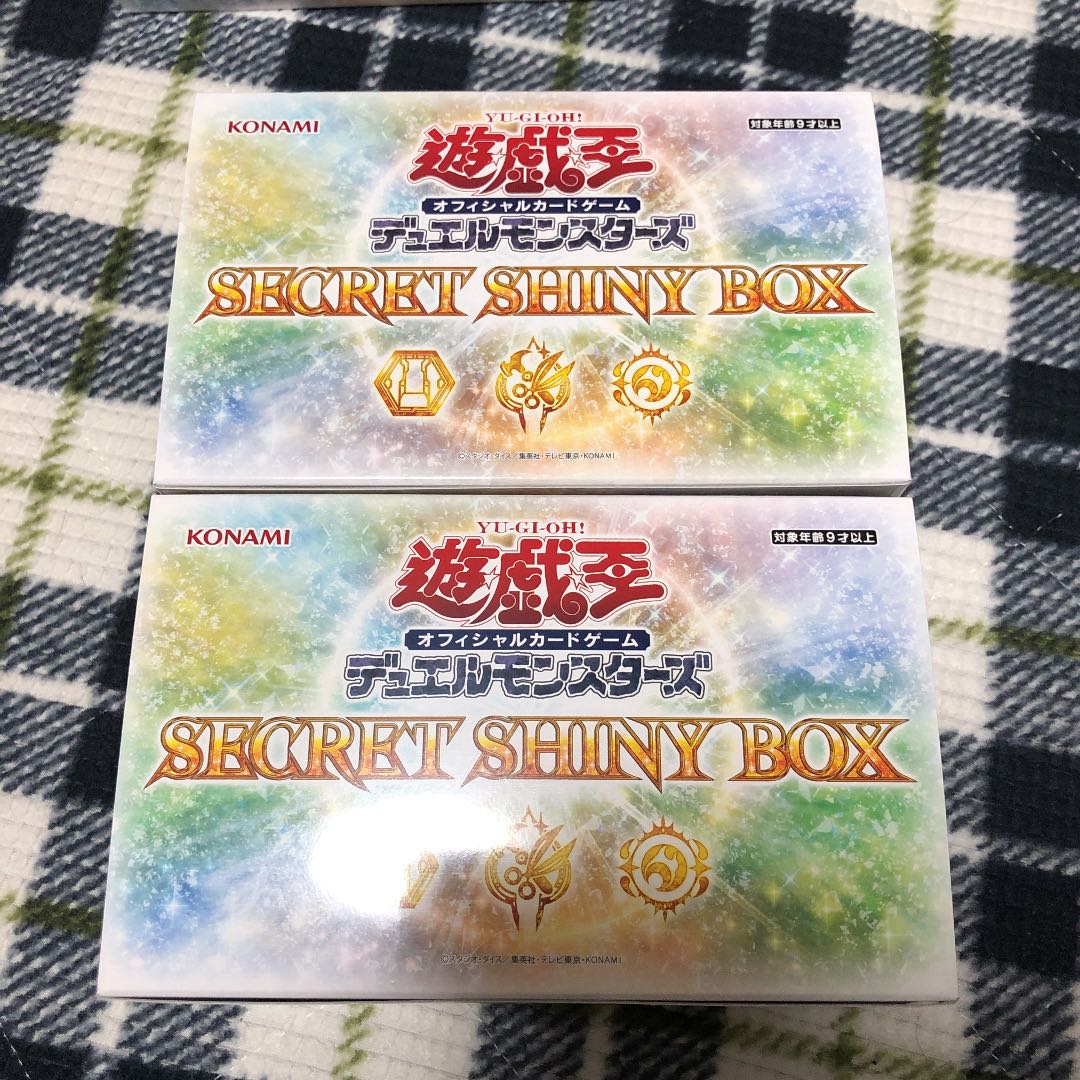 KONAMI
YU-GI-OH!
対象年齢9才以上
遊☆戯☆王
オフィシャルカードゲーム
デュエルモンスターズ
SECRET SHINY BOX
©スタジオ・ダイス／集英社・テレビ東京・KONAMI
KONAMI
YU-GI-OH!
対象年齢9才以上
遊☆戯☆王
オフィシャルカードゲーム
デュエルモンスターズ
SECRET SHINY BOX
©スタジオ・ダイス／集英社・テレビ東京・KONAMI